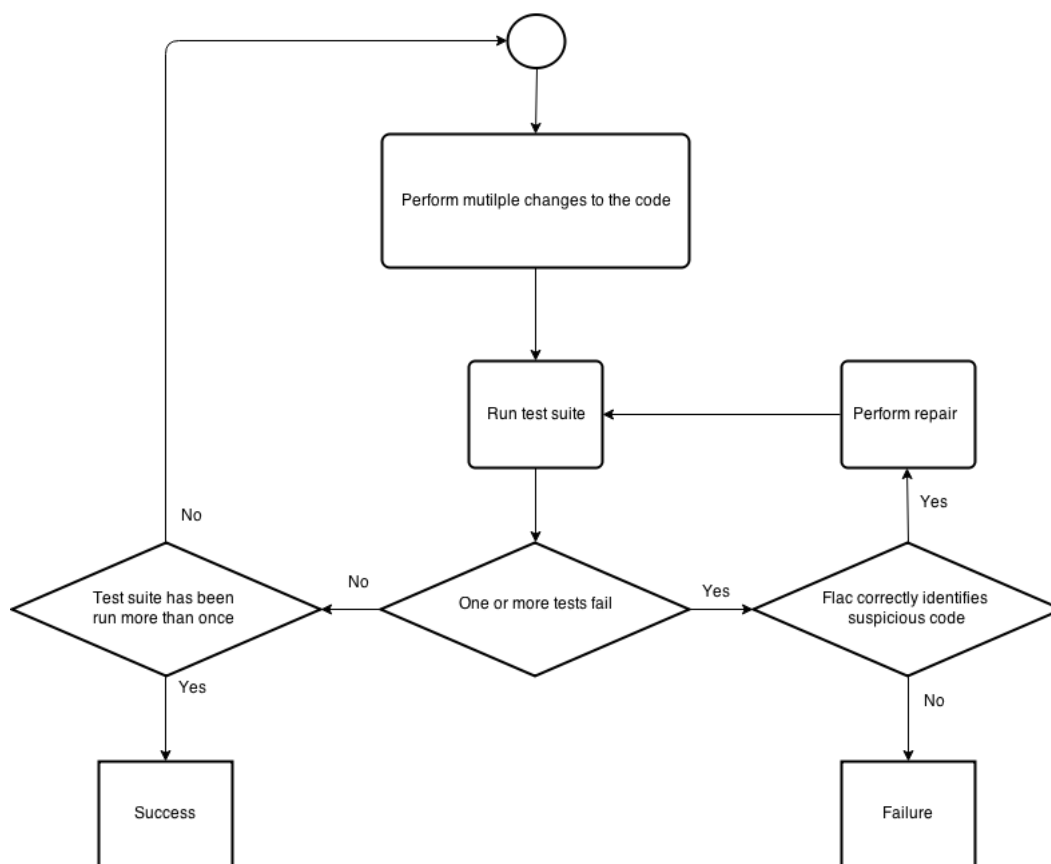 Perform mutilple changes to the code
Run test suite
Perform repair
Yes
No
No
Yes
Test suite has been
run more than once
One or more tests fail
Flac correctly identifies
suspicious code
Yes
No
Success
Failure